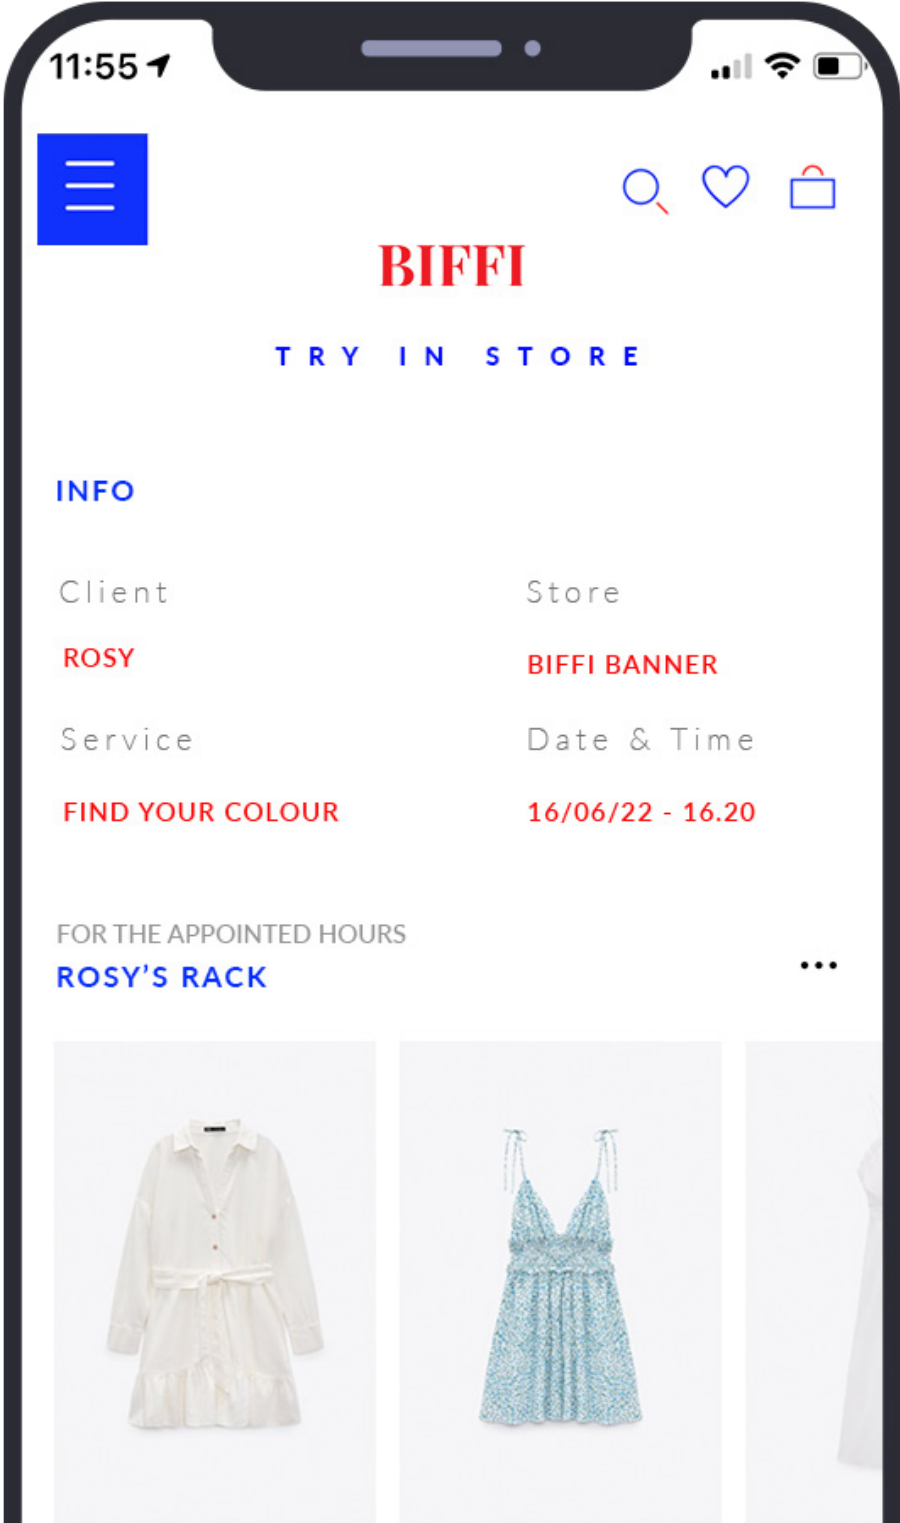 11:55
BIFFI
TRY IN STORE
INFO
Client
Store
ROSY
BIFFI BANNER
Service
Date & Time
FIND YOUR COLOUR
16/06/22 - 16.20
FOR THE APPOINTED HOURS
ROSY’S RACK